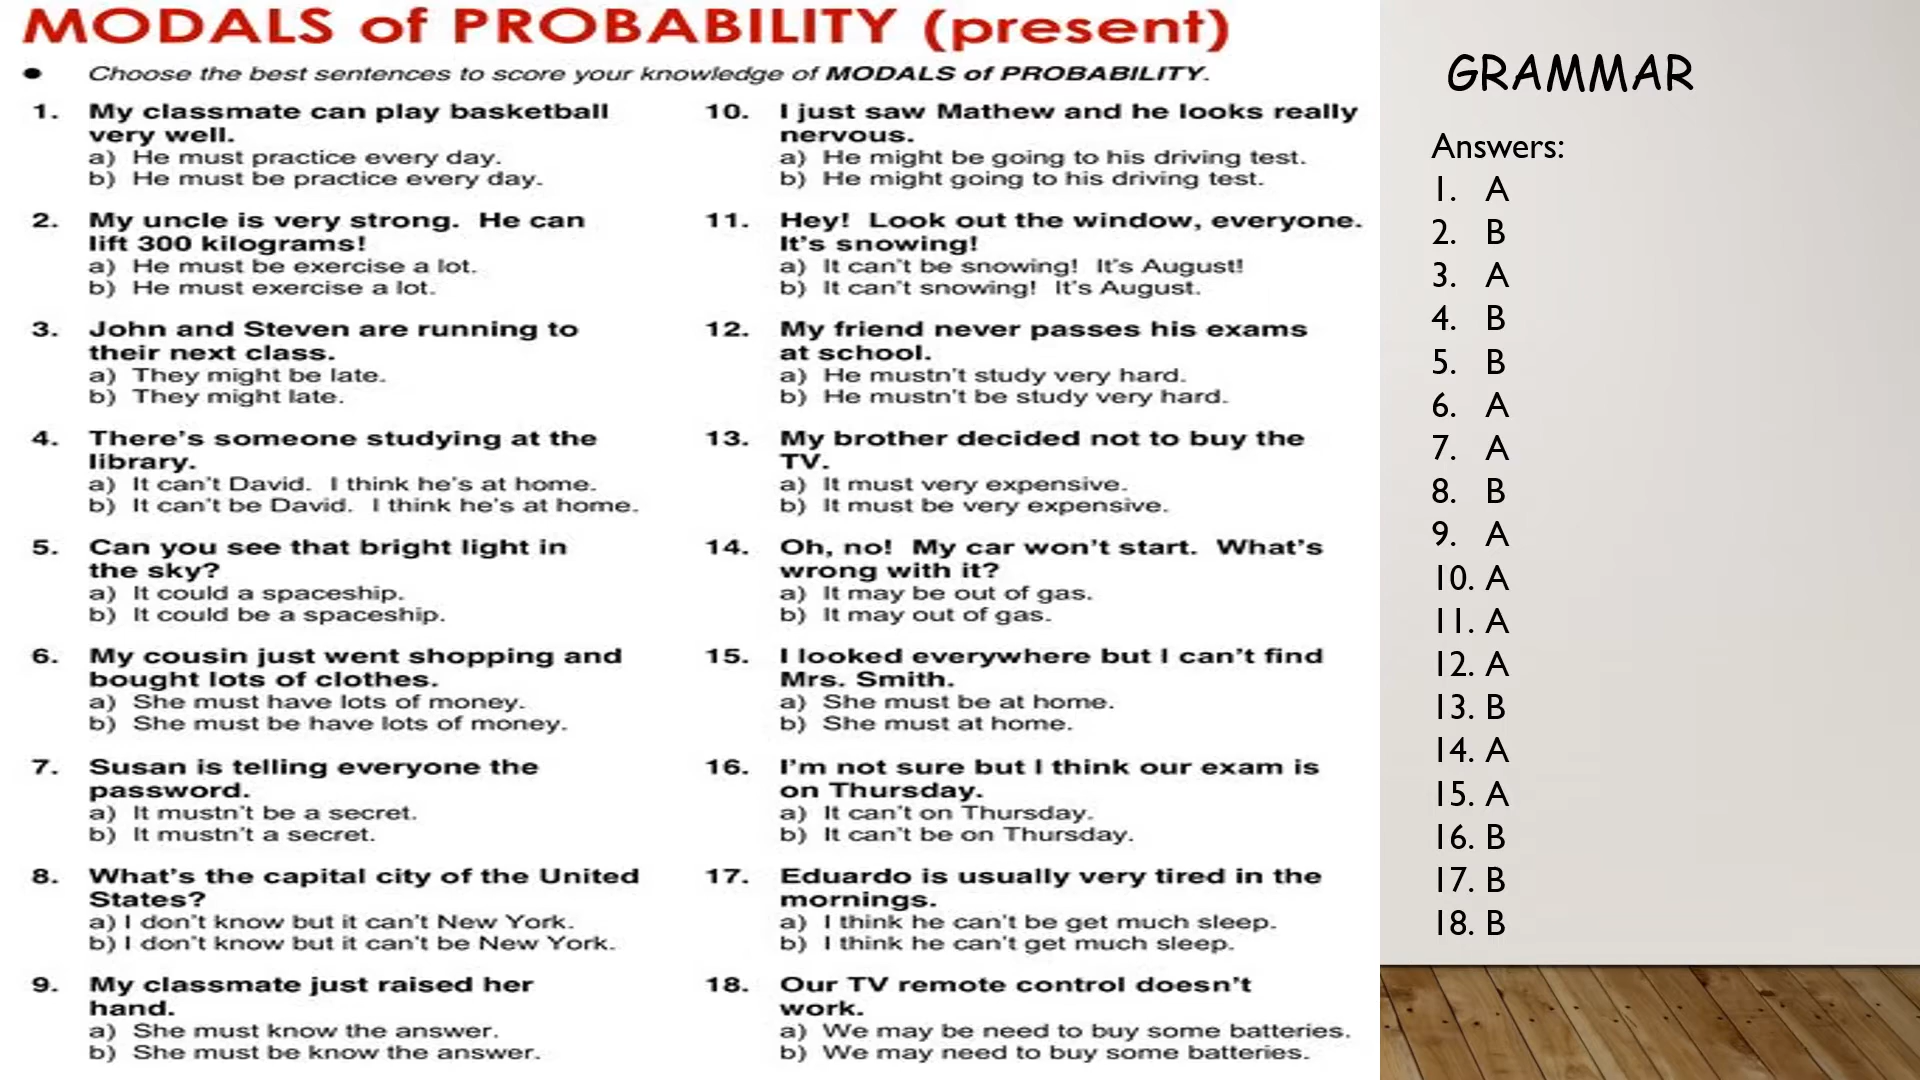 MODALS of PROBABILITY (present)
● Choose the best sentences to score your knowledge of MODALS of PROBABILITY.
1. My classmate can play basketball
very well.
a) He must practice every day.
b) He must be practice every day.
2. My uncle is very strong. He can
lift 300 kilograms!
a) He must be exercise a lot.
b) He must exercise a lot.
3. John and Steven are running to
their next class.
a) They might be late.
b) They might late.
4. There's someone studying at the
library.
a) It can't David. I think he's at home.
b) It can't be David. I think he's at home.
5. Can you see that bright light in
the sky?
a) It could a spaceship.
b) It could be a spaceship.
6. My cousin just went shopping and
bought lots of clothes.
a) She must have lots of money.
b) She must be have lots of money.
7. Susan is telling everyone the
password.
a) It mustn't be a secret.
b) It mustn't a secret.
8. What's the capital city of the United
States?
a) I don't know but it can't New York.
b) I don't know but it can't be New York.
9. My classmate just raised her
hand.
a) She must know the answer.
b) She must be know the answer.
10. I just saw Mathew and he looks really
nervous.
a) He might be going to his driving test.
b) He might going to his driving test.
11. Hey! Look out the window, everyone.
It's snowing!
a) It can't be snowing! It's August!
b) It can't snowing! It's August.
12. My friend never passes his exams
at school.
a) He mustn't study very hard.
b) He mustn't be study very hard.
13. My brother decided not to buy the
TV.
a) It must very expensive.
b) It must be very expensive.
14. Oh, no! My car won't start. What's
wrong with it?
a) It may be out of gas.
b) It may out of gas.
15. I looked everywhere but I can't find
Mrs. Smith.
a) She must be at home.
b) She must at home.
16. I'm not sure but I think our exam is
on Thursday.
a) It can't on Thursday.
b) It can't be on Thursday.
17. Eduardo is usually very tired in the
mornings.
a) I think he can't be get much sleep.
b) I think he can't get much sleep.
18. Our TV remote control doesn't
work.
a) We may be need to buy some batteries.
b) We may need to buy some batteries.
GRAMMAR
Answers:
1. A
2. B
3. A
4. B
5. B
6. A
7. A
8. B
9. A
10. A
11. A
12. A
13. B
14. A
15. A
16. B
17. B
18. B